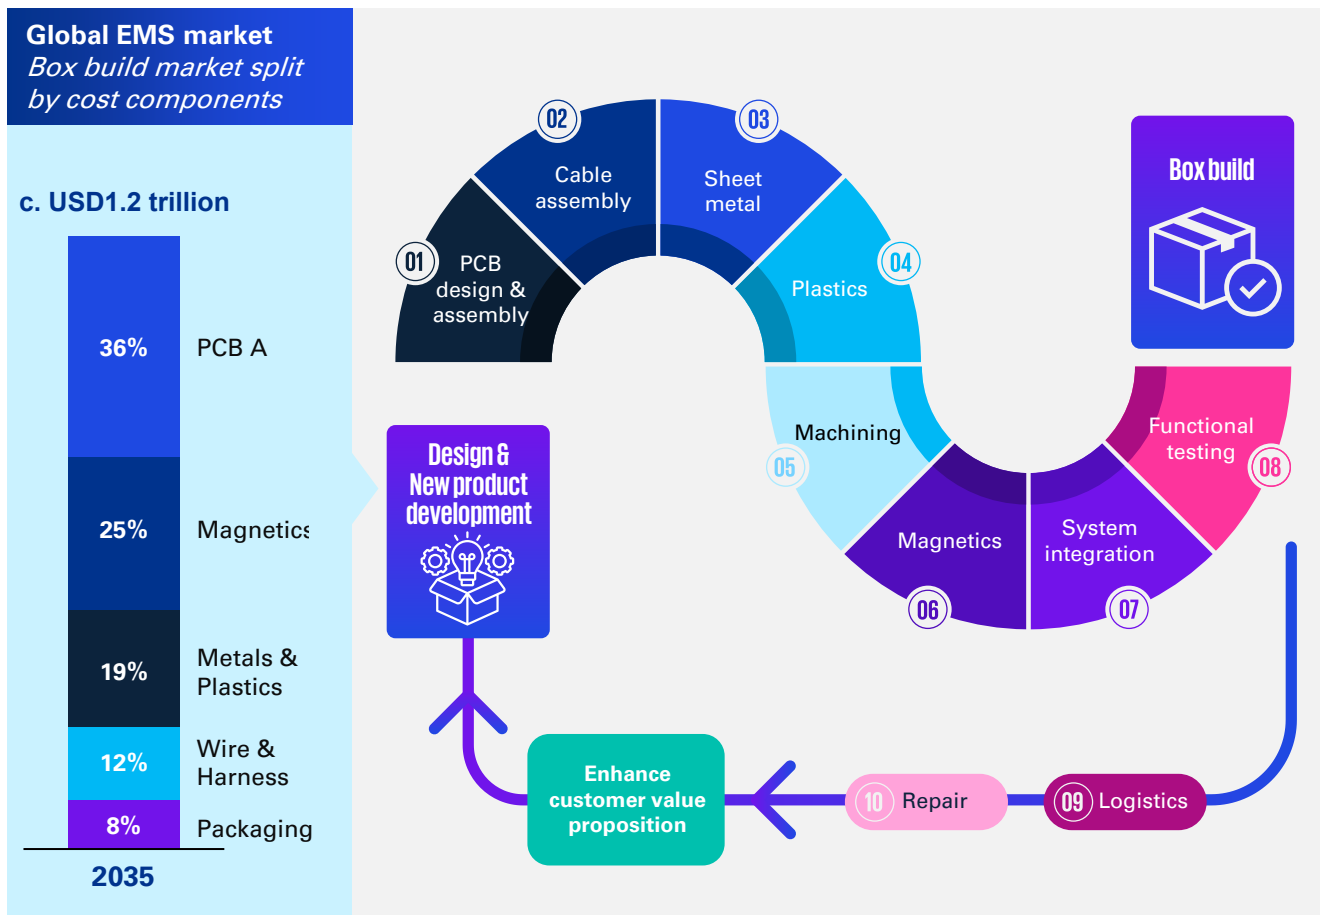 Global EMS market
Box build market split
by cost components
c. USD1.2 trillion
36%
PCB A
25%
Magnetics
19%
Metals &
Plastics
12%
Wire &
Harness
8%
Packaging
2035
01
PCB
design &
assembly
02
Cable
assembly
03
Sheet
metal
04
Plastics
05
Machining
06
Magnetics
07
System
integration
08
Functional
testing
Box build
09
Logistics
10
Repair
Enhance
customer value
proposition
Design &
New product
development